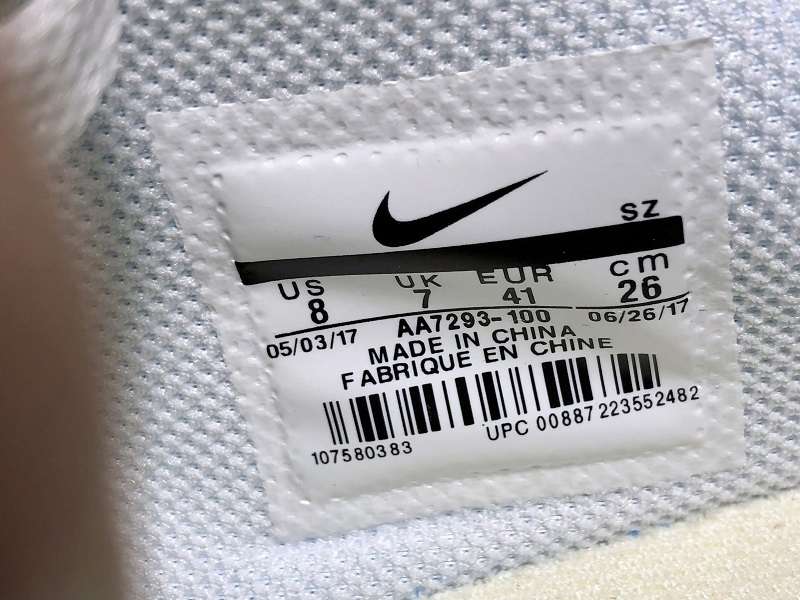 SZ
US UK EUR cm
8 7 41 26
05/03/17 AA7293-100 06/26/17
MADE IN CHINA
FABRIQUE EN CHINE
107580383 UPC 00887223552482